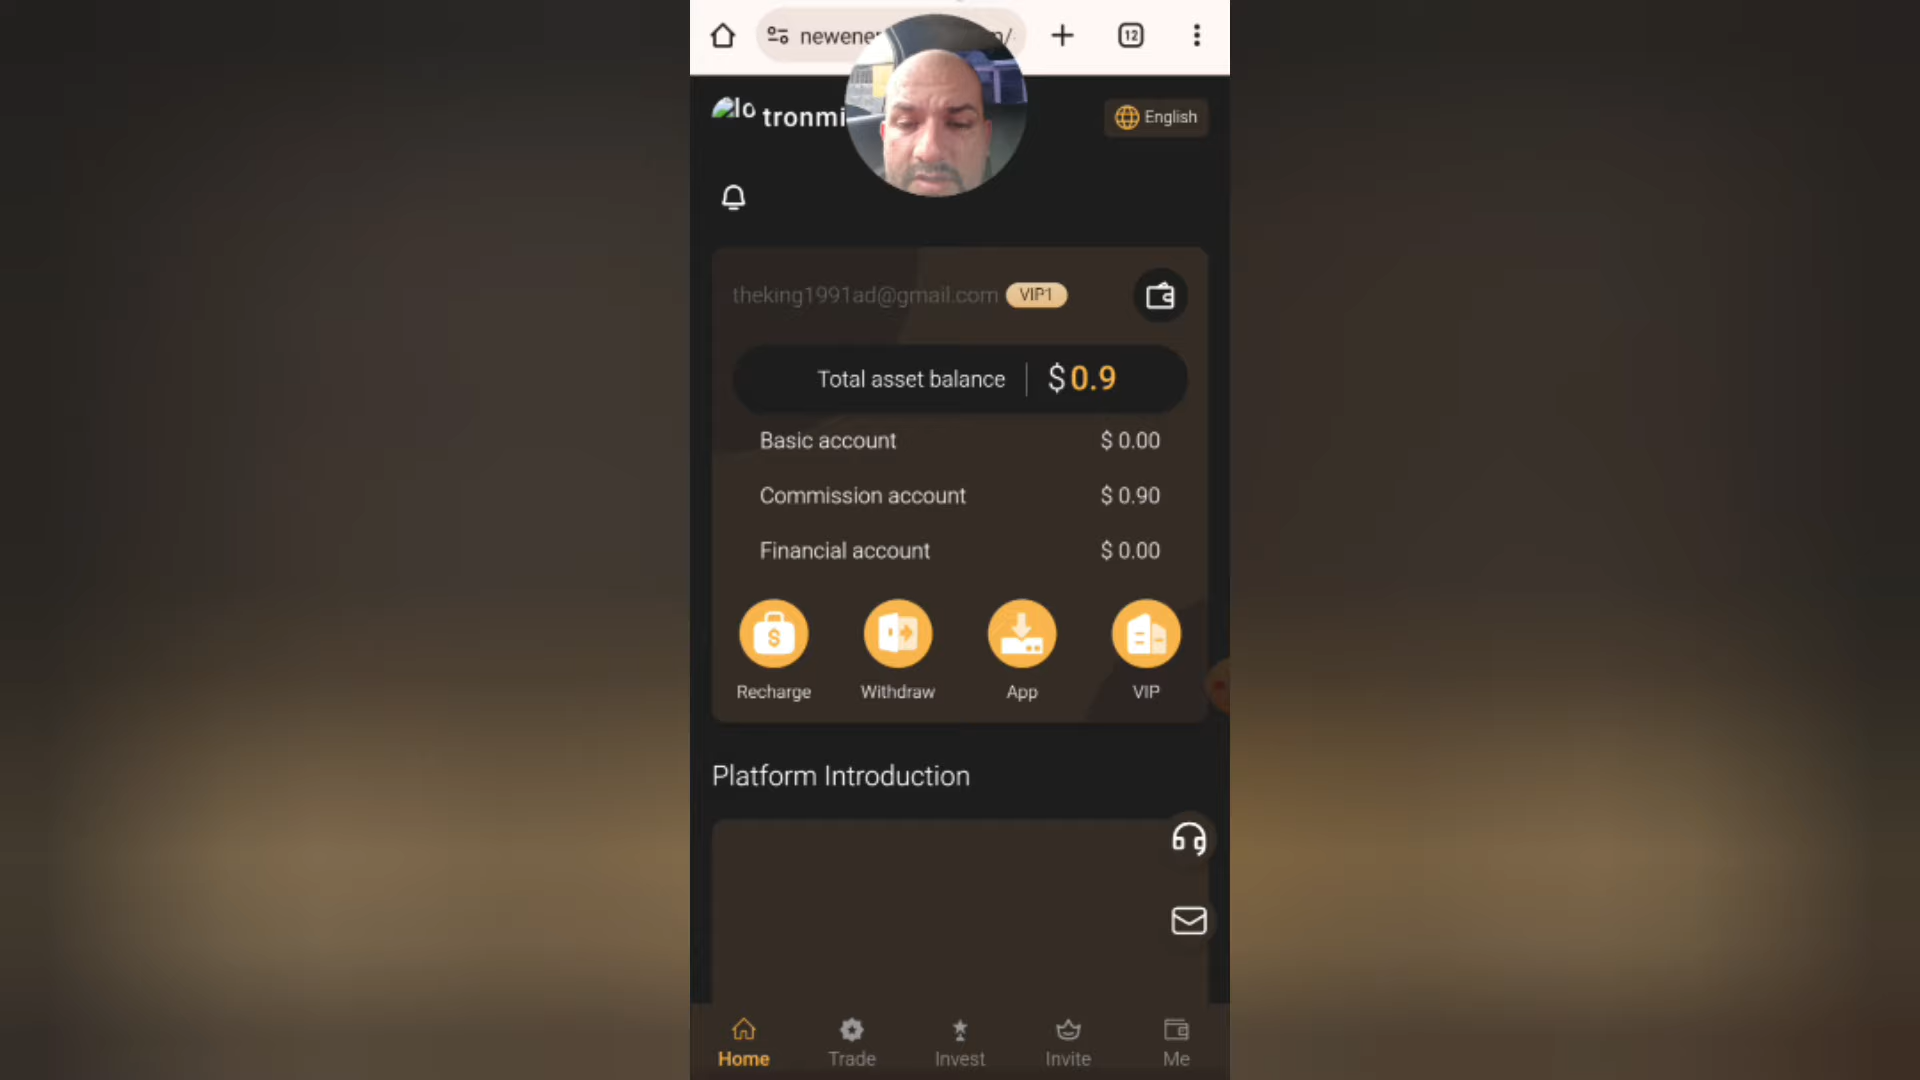 12
lo tronmi
English
theking1991ad@gmail.com VIP1
Total asset balance $0.9
Basic account $ 0.00
Commission account $ 0.90
Financial account $ 0.00
Recharge Withdraw App VIP
Platform Introduction
Home Trade Invest Invite Me